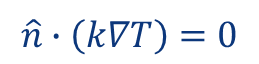 n̂ · (k∇T) = 0